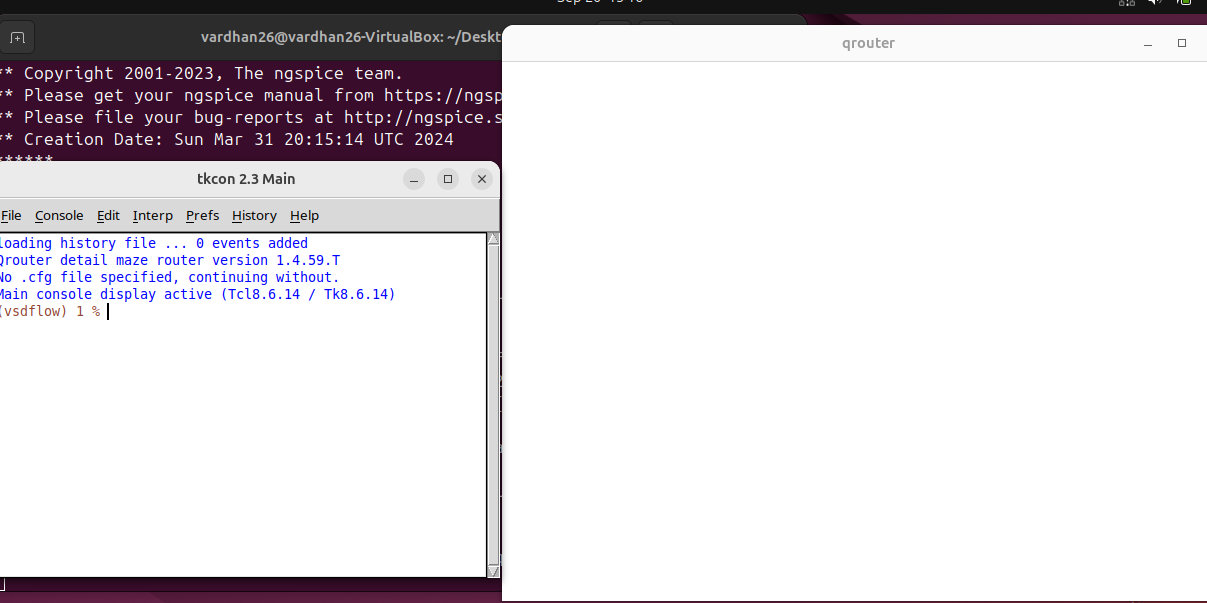 vardhan26@vardhan26-VirtualBox: ~/Deskt
** Copyright 2001-2023, The ngspice team.
** Please get your ngspice manual from https://ngsp
** Please file your bug-reports at http://ngspice.s
** Creation Date: Sun Mar 31 20:15:14 UTC 2024
******
qrouter
tkcon 2.3 Main
File Console Edit Interp Prefs History Help
loading history file ... 0 events added
Qrouter detail maze router version 1.4.59.T
No .cfg file specified, continuing without.
Main console display active (Tcl8.6.14 / Tk8.6.14)
(vsdflow) 1 %